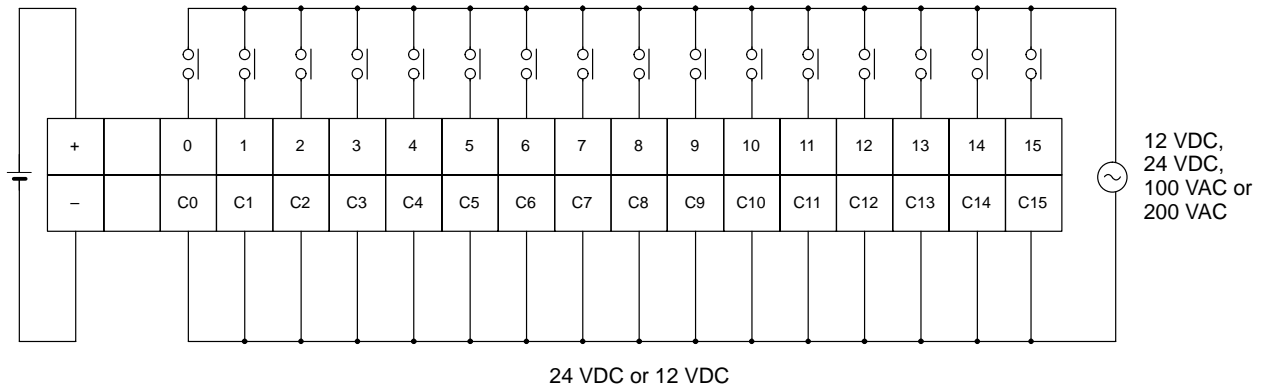 + 0 1 2 3 4 5 6 7 8 9 10 11 12 13 14 15
– C0 C1 C2 C3 C4 C5 C6 C7 C8 C9 C10 C11 C12 C13 C14 C15
12 VDC,
24 VDC,
100 VAC or
200 VAC
24 VDC or 12 VDC